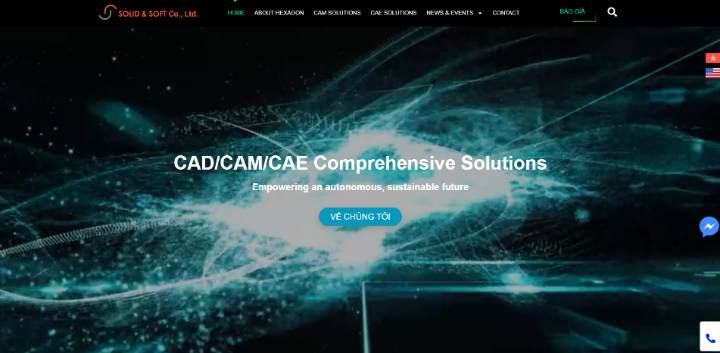 SOLID & SOFT Co., Ltd.
HOME
ABOUT HEXAGON
CAM SOLUTIONS
CAE SOLUTIONS
NEWS & EVENTS
CONTACT
BÁO GIÁ
CAD/CAM/CAE Comprehensive Solutions
Empowering an autonomous, sustainable future
VỀ CHÚNG TÔI